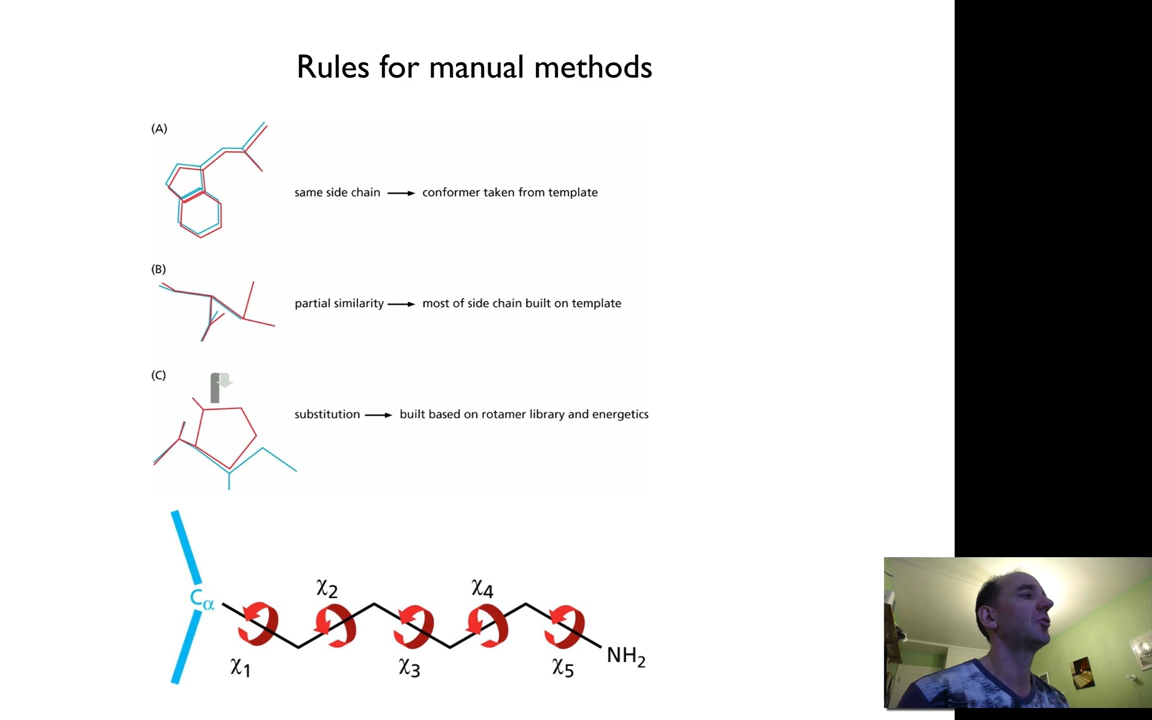 Rules for manual methods
(A)
same side chain → conformer taken from template
(B)
partial similarity → most of side chain built on template
(C)
substitution → built based on rotamer library and energetics
χ2
χ4
Cα
χ1
χ3
χ5
NH2